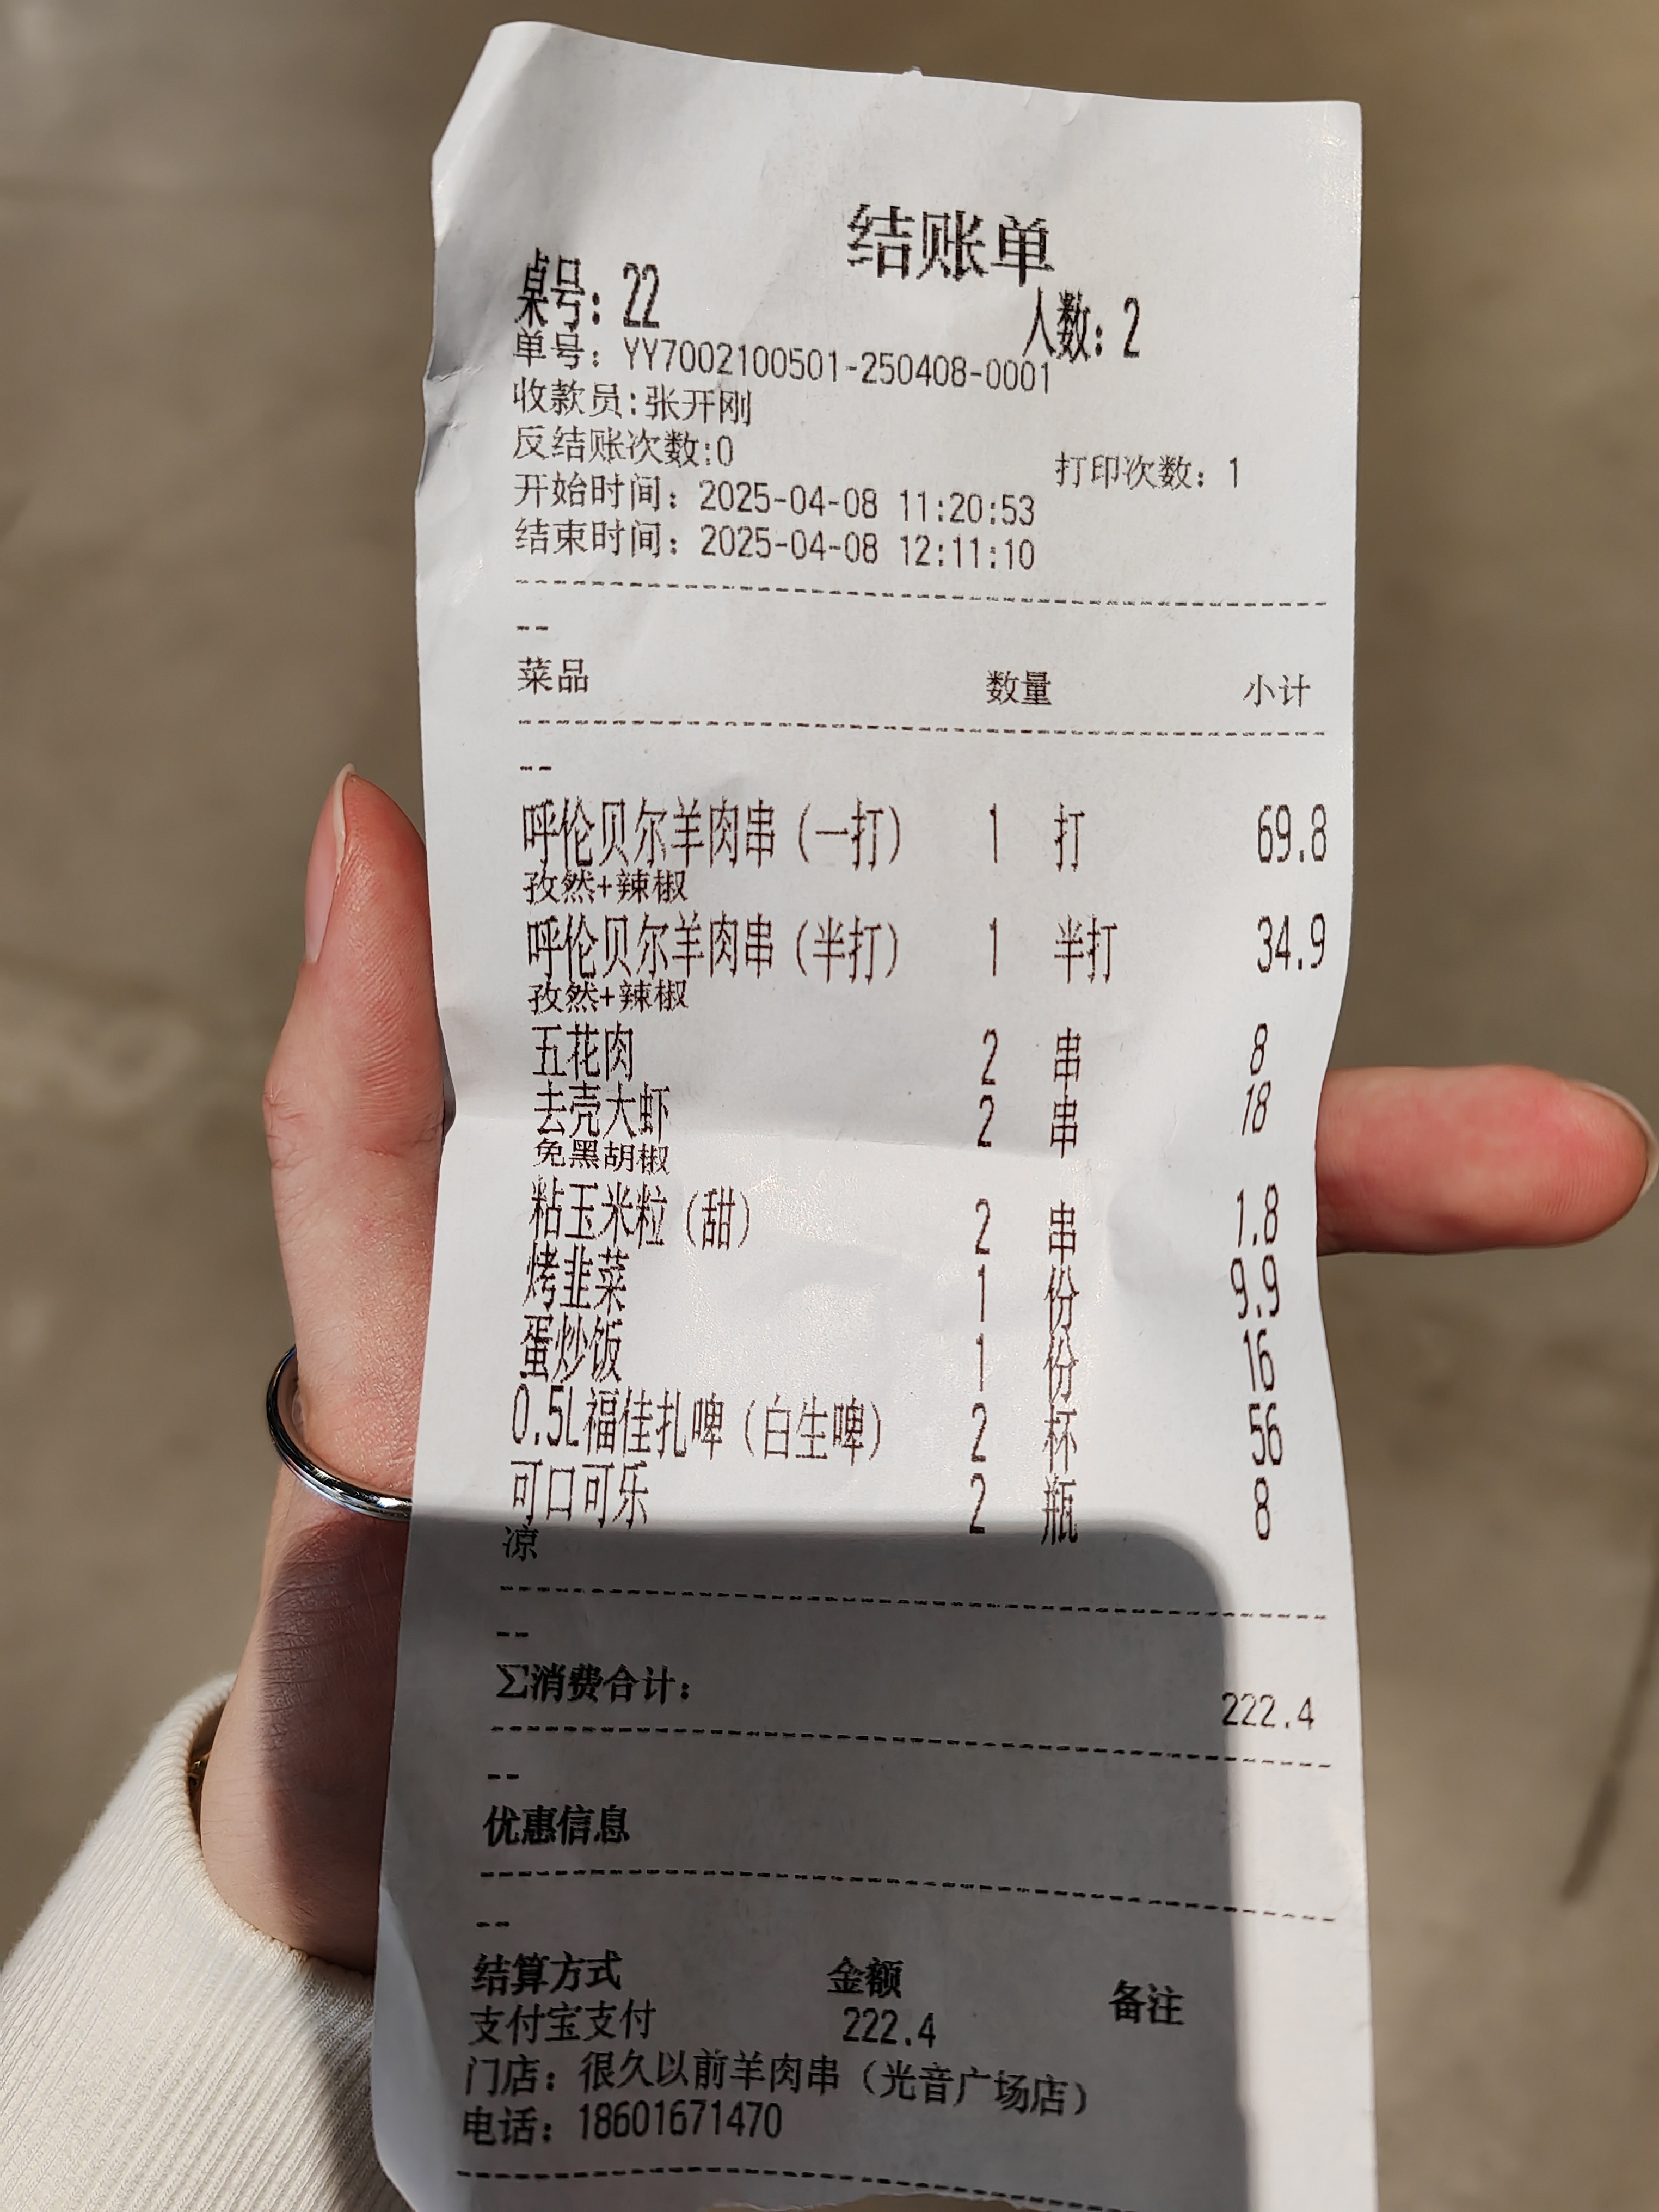 结账单
桌号：22 人数：2
单号：YY7002100501-250408-0001
收款员:张开刚
反结账次数:0 打印次数：1
开始时间：2025-04-08 11:20:53
结束时间：2025-04-08 12:11:10
--
菜品 数量 小计
--
呼伦贝尔羊肉串（一打） 1 打 69.8
孜然+辣椒
呼伦贝尔羊肉串（半打） 1 半打 34.9
孜然+辣椒
五花肉 2 串 8
去壳大虾 2 串 18
免黑胡椒
粘玉米粒（甜） 2 串 1.8
烤韭菜 1 份 9.9
蛋炒饭 1 份 16
0.5L福佳扎啤（白生啤） 2 杯 56
可口可乐 2 瓶 8
凉
--
∑消费合计： 222.4
--
优惠信息
--
结算方式 金额 备注
支付宝支付 222.4
门店：很久以前羊肉串（光音广场店）
电话：18601671470